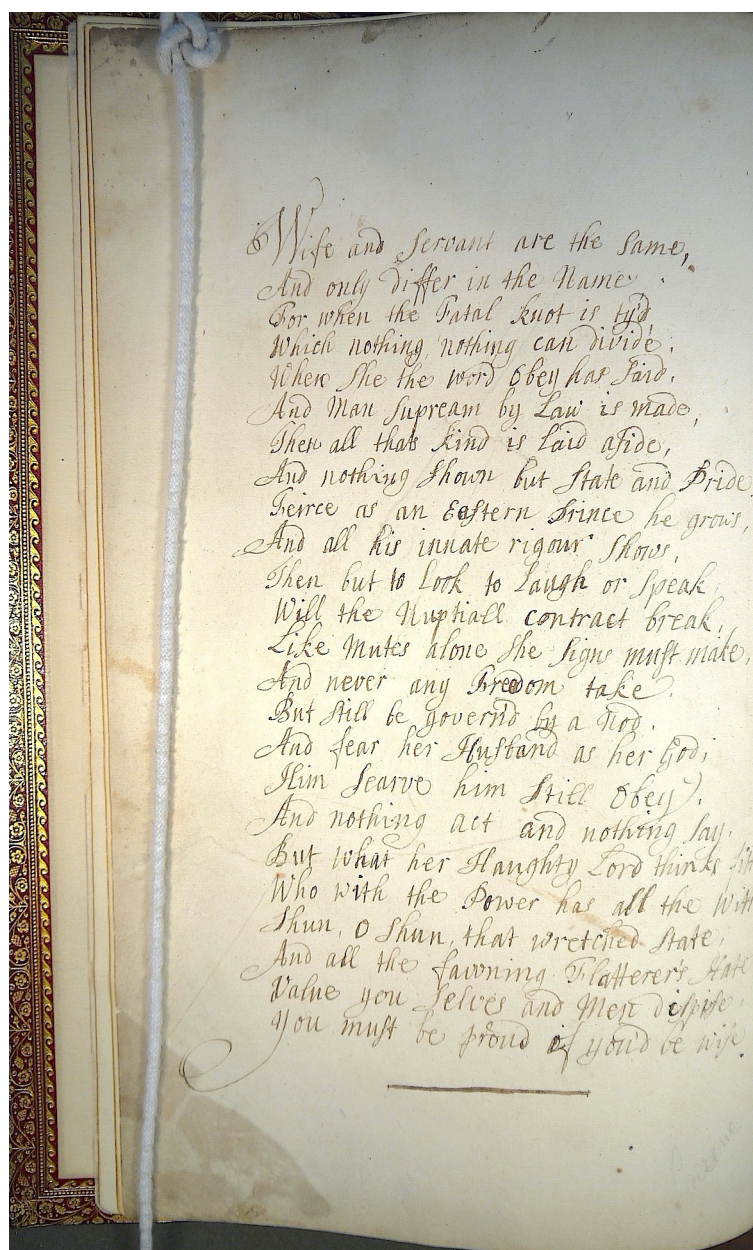 Wife and Servant are the Same,
And only differ in the Name
For when the Fatal knot is ty'd
Which nothing, nothing can divide.
When She the word Obey has Said.
And Man Supream by Law is made,
Then all thats kind is laid aside,
And nothing Shown but State and Pride
Feirce as an Eastern Prince he grows,
And all his innate rigour Shows,
Then but to Look to Laugh or Speak
Will the Nuptiall contract break,
Like Mutes alone She Signs must make,
And never any Freedom take.
But Still be govern'd by a Nod.
And fear her Husband as her God;
Him Searve him Still Obey.
And nothing act and nothing Say.
But what her Haughty Lord thinks
Who with the Power has all the Witt
Shun, O Shun, that wretched State,
And all the fawning Flatterer's Hate
Value you Selves and Men dispise.
You must be proud if you'd be wise.